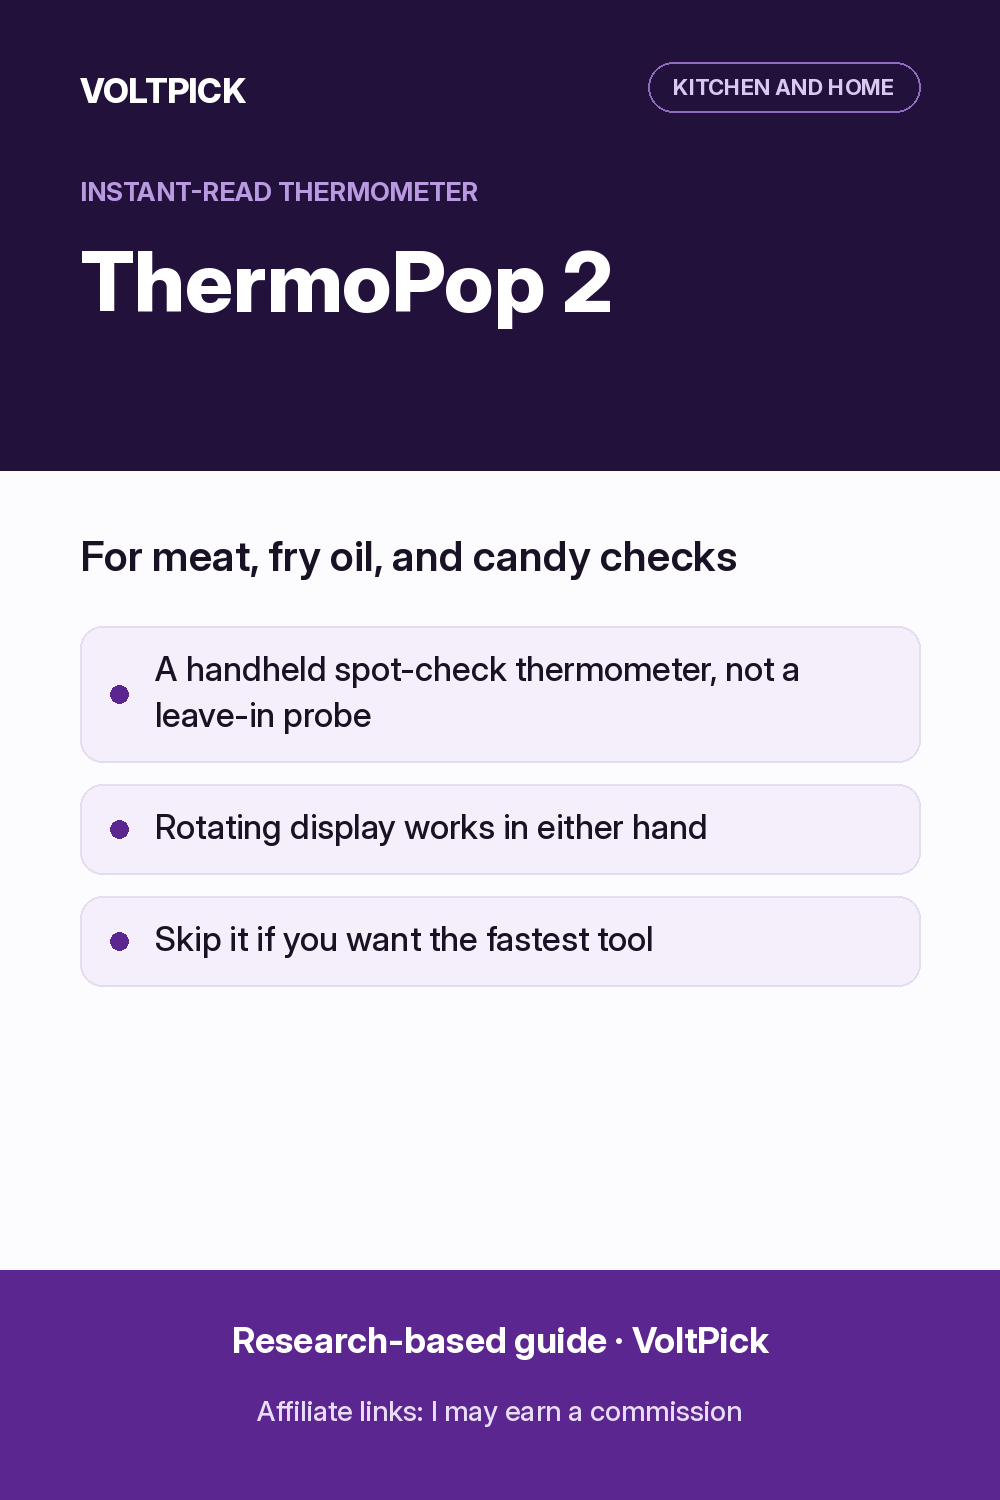 VOLTPICK
KITCHEN AND HOME
INSTANT-READ THERMOMETER
ThermoPop 2
For meat, fry oil, and candy checks
A handheld spot-check thermometer, not a
leave-in probe
Rotating display works in either hand
Skip it if you want the fastest tool
Research-based guide · VoltPick
Affiliate links: I may earn a commission